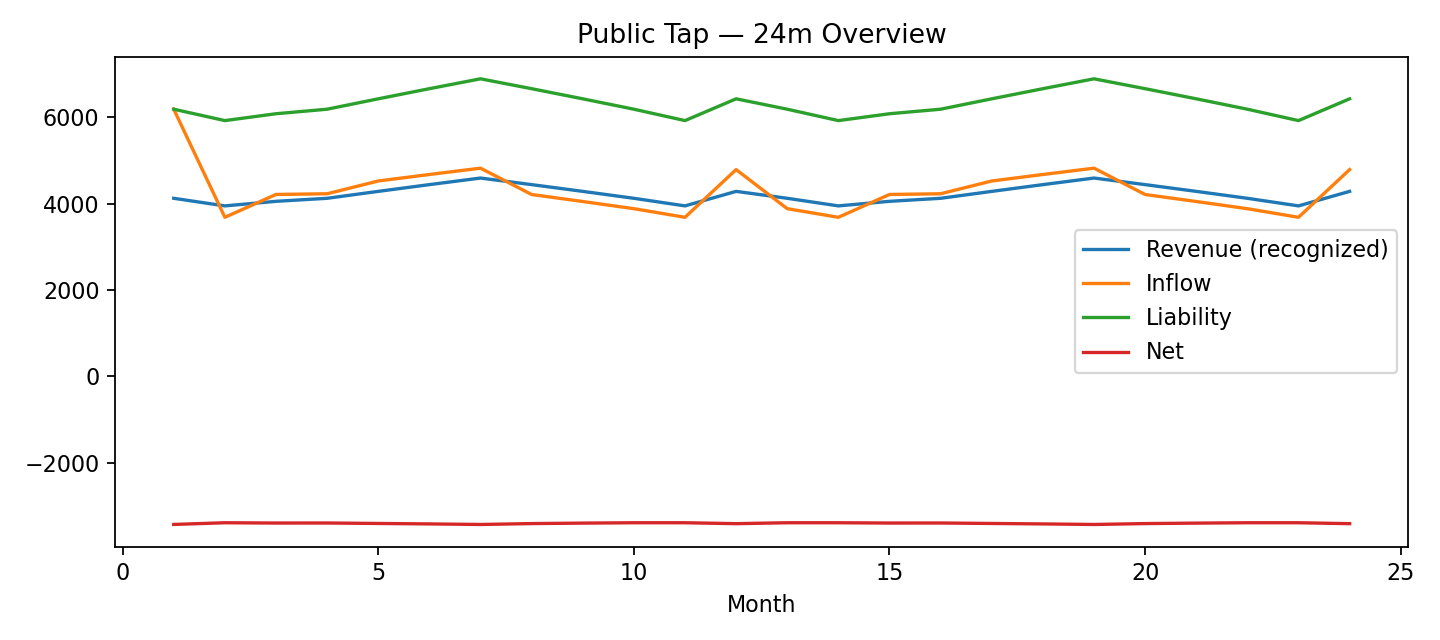 Public Tap — 24m Overview
6000
4000
2000
0
−2000
Revenue (recognized)
Inflow
Liability
Net
0 5 10 15 20 25
Month